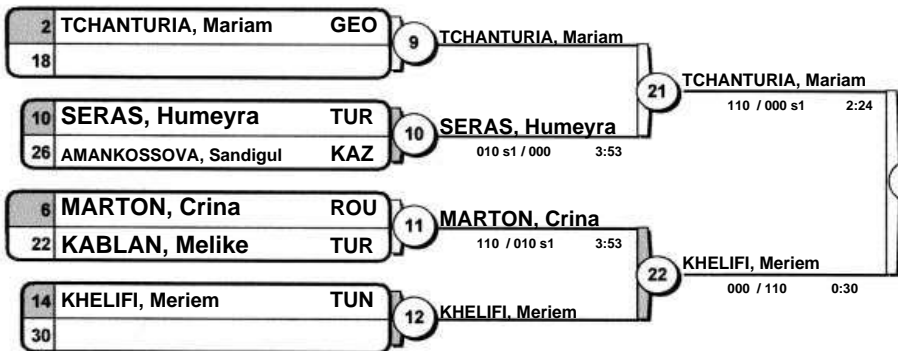 2 TCHANTURIA, Mariam GEO
18
9 TCHANTURIA, Mariam
10 SERAS, Humeyra TUR
26 AMANKOSSOVA, Sandigul KAZ
10 SERAS, Humeyra
010 s1 / 000 3:53
21 TCHANTURIA, Mariam
110 / 000 s1 2:24
6 MARTON, Crina ROU
22 KABLAN, Melike TUR
11 MARTON, Crina
110 / 010 s1 3:53
14 KHELIFI, Meriem TUN
30
12 KHELIFI, Meriem
22 KHELIFI, Meriem
000 / 110 0:30